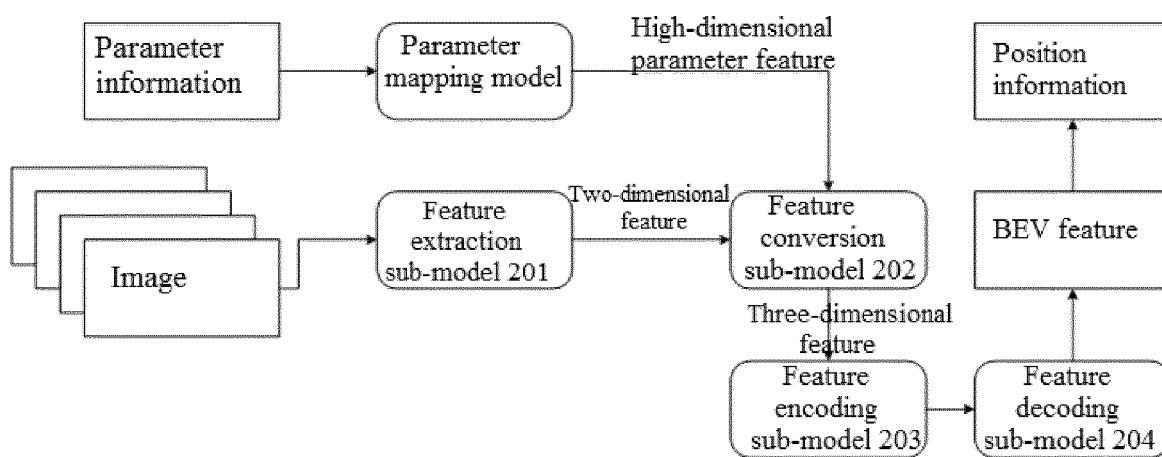 Parameter
information
Parameter
mapping model
High-dimensional
parameter feature
Position
information
Image
Feature
extraction
sub-model 201
Two-dimensional
feature
Feature
conversion
sub-model 202
BEV feature
Three-dimensional
feature
Feature
encoding
sub-model 203
Feature
decoding
sub-model 204